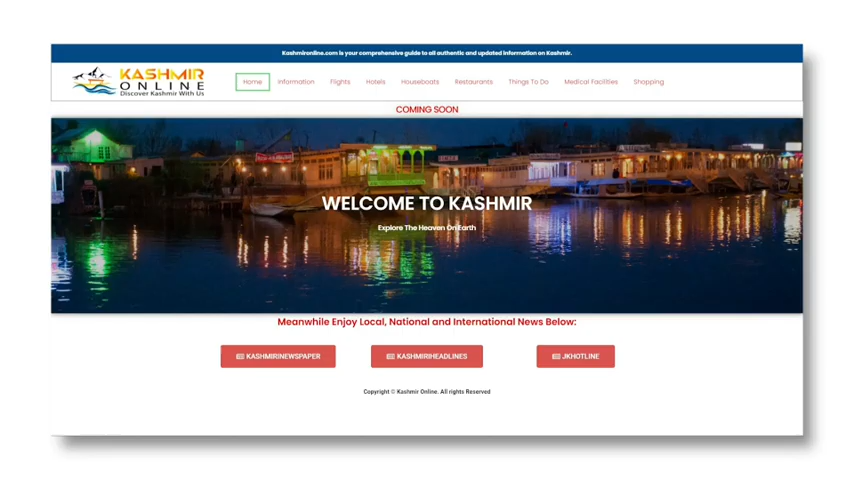 Kashmironline.com is your comprehensive guide to all authentic and updated information on Kashmir.
KASHMIR
ONLINE
Discover Kashmir With Us
Home Information Flights Hotels Houseboats Restaurants Things To Do Medical Facilities Shopping
COMING SOON
WELCOME TO KASHMIR
Explore The Heaven On Earth
Meanwhile Enjoy Local, National and International News Below:
KASHMIRINEWSPAPER KASHMIRIHEADLINES JKHOTLINE
Copyright © Kashmir Online. All rights Reserved